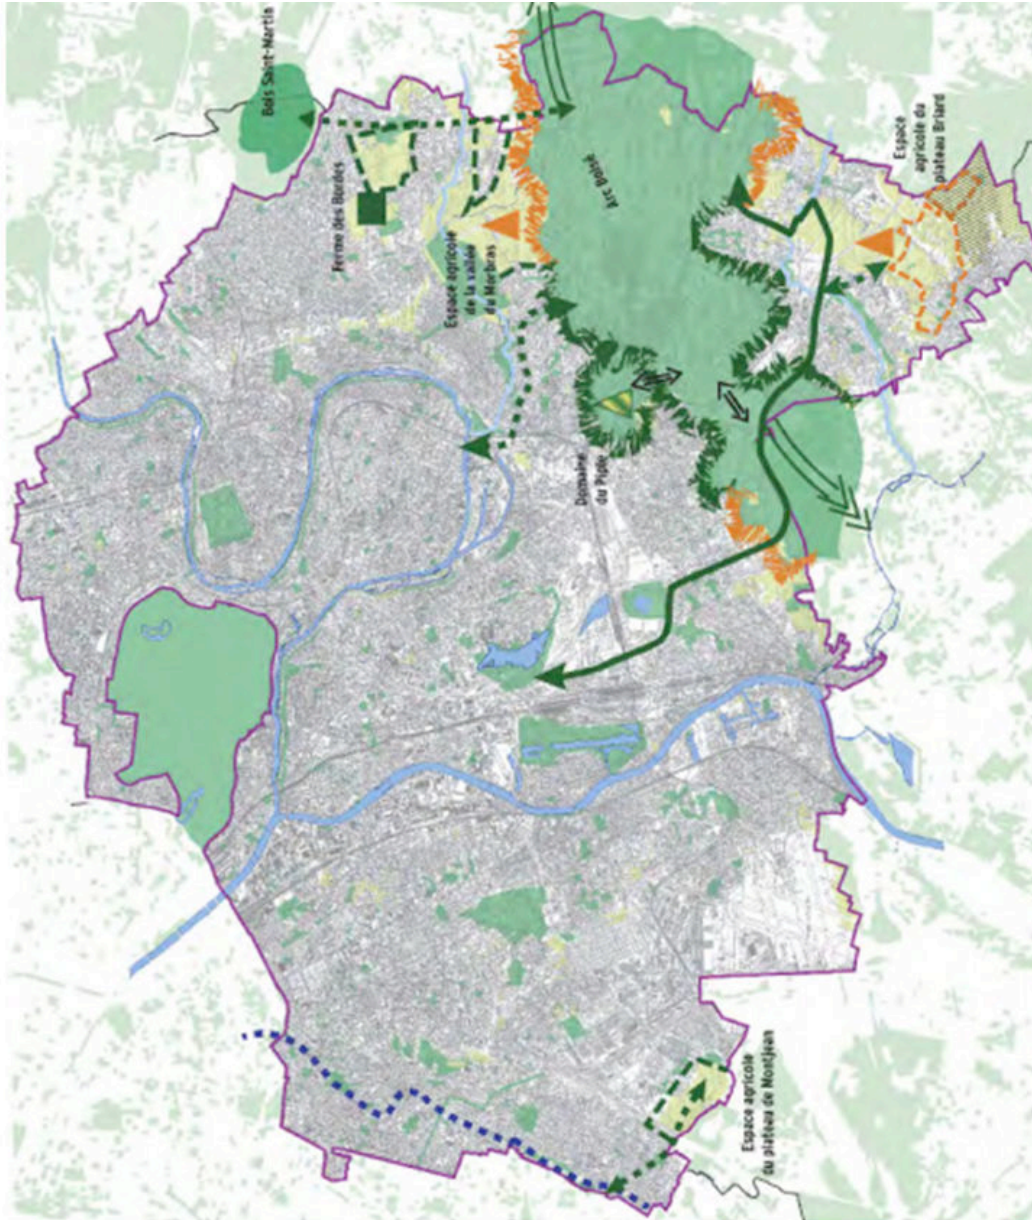 Bois Saint-Martin
Ferme des Bordes
Espace agricole
de la vallée
du Morbras
Arc Boisé
Espace
agricole du
plateau Briard
Domaine
du Piple
Espace agricole
du plateau de Montjean